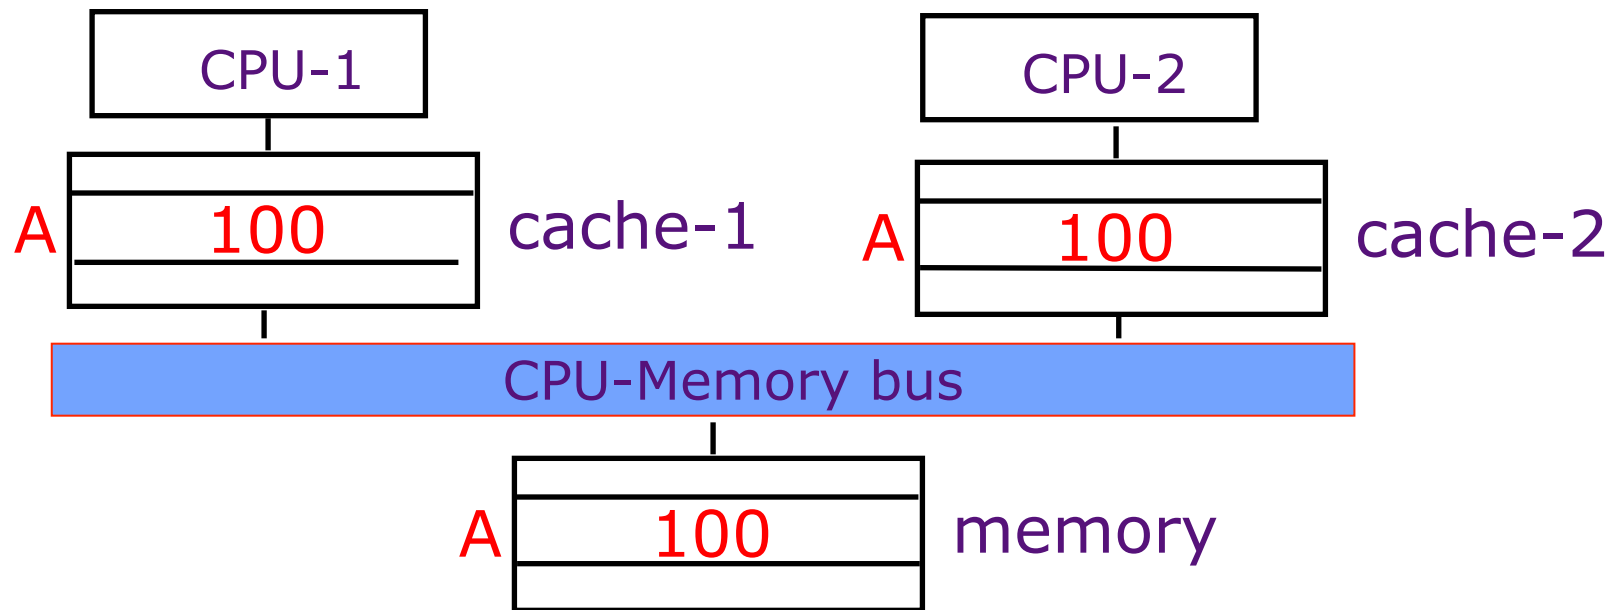 CPU-1
CPU-2
A 100 cache-1
A 100 cache-2
CPU-Memory bus
A 100 memory